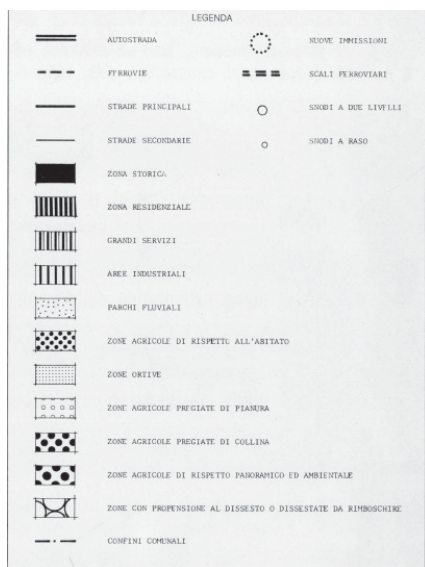 LEGENDA
AUTOSTRADA
NUOVE IMMISSIONI
FERROVIE
SCALI FERROVIARI
STRADE PRINCIPALI
SNODI A DUE LIVELLI
STRADE SECONDARIE
SNODI A RASO
ZONA STORICA
ZONA RESIDENZIALE
GRANDI SERVIZI
AREE INDUSTRIALI
PARCHI FLUVIALI
ZONE AGRICOLE DI RISPETTO ALL'ABITATO
ZONE ORTIVE
ZONE AGRICOLE PREGIATE DI PIANURA
ZONE AGRICOLE PREGIATE DI COLLINA
ZONE AGRICOLE DI RISPETTO PANORAMICO ED AMBIENTALE
ZONE CON PROPENSIONE AL DISSESTO O DISSESTATE DA RIMBOSCHIRE
CONFINI COMUNALI